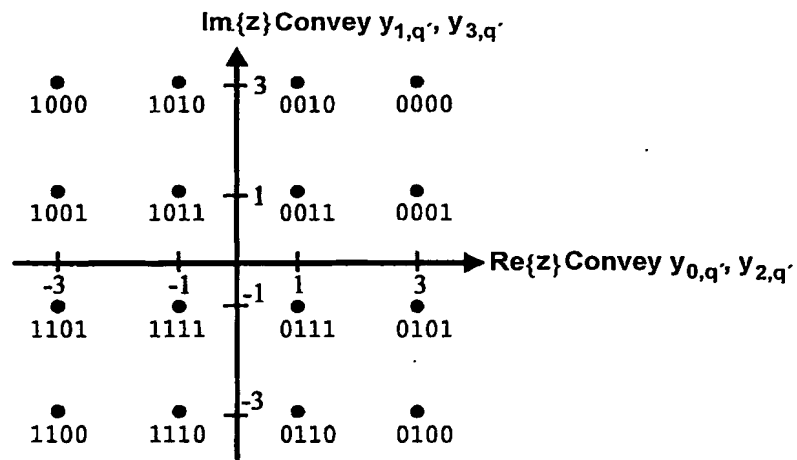 Im{z} Convey y1,q′, y3,q′
3
1000 1010 0010 0000
1
1001 1011 0011 0001
Re{z} Convey y0,q′, y2,q′
-3 -1 1 3
-1
1101 1111 0111 0101
-3
1100 1110 0110 0100